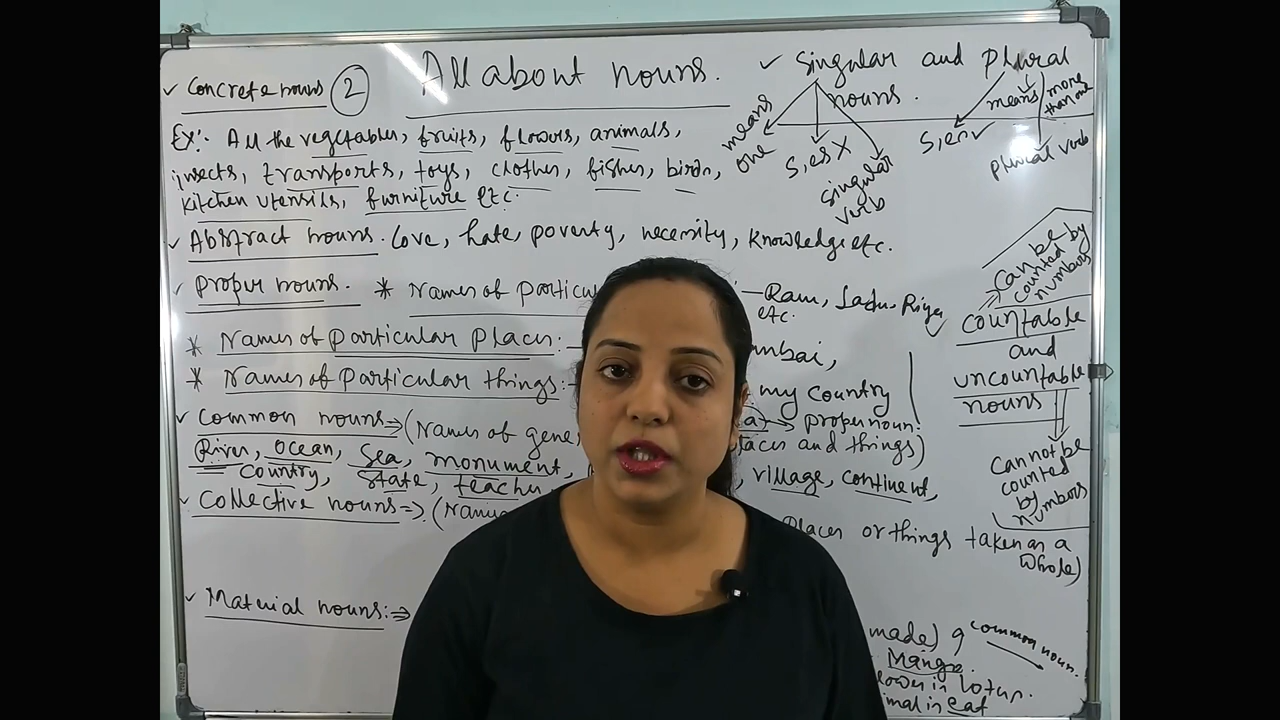 All about nouns.
✓ Concrete nouns ②
Ex:- All the vegetables, fruits, flowers, animals,
insects, transports, toys, clothes, fishes, birds,
kitchen utensils, furniture etc.
✓ Abstract nouns. Love, hate, poverty, necessity, knowledge etc.
✓ Proper nouns. * Names of particu — Ram, Riya
etc.
* Names of Particular Places:- mbai,
* Names of Particular things:- my country
a) → proper noun.
✓ Common nouns ⇒ (Names of gene laces and things)
River, Ocean, Sea, monument, village, continent,
Country, State, teacher
✓ Collective nouns ⇒ (Names Places or things taken as a
whole)
✓ Material nouns:⇒ made)
Mango.
lower is lotus.
imal is cat
common noun.
✓ Singular and plural
nouns.
means
one
s, es X
singular
verb
s, es ✓
means
more
than one
plural verb
can be
counted by
numbers
✓ countable
and
uncountable
nouns
cannot be
counted
by
numbers